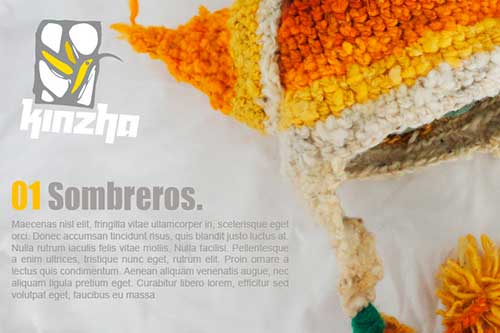 kinzha
01 Sombreros.
Maecenas nisl elit, fringilla vitae ullamcorper in, scelerisque eget
orci. Donec accumsan tincidunt risus, quis blandit justo luctus at.
Nulla rutrum iaculis felis vitae mollis. Nulla facilisi. Pellentesque
a enim ultrices, tristique nunc eget, rutrum elit. Proin ornare a
lectus quis condimentum. Aenean aliquam venenatis augue, nec
aliquam ligula pretium eget. Curabitur libero lorem, efficitur sed
volutpat eget, faucibus eu massa